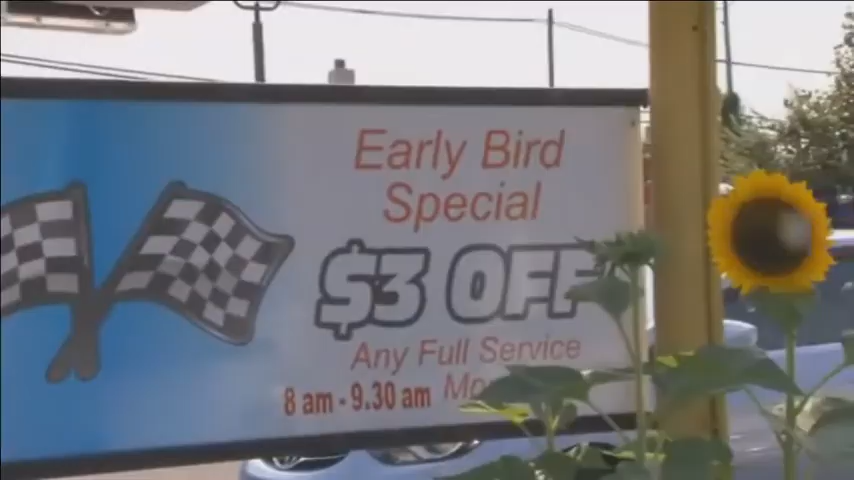 Early Bird
Special
$3 OFF
Any Full Service
8 am - 9.30 am